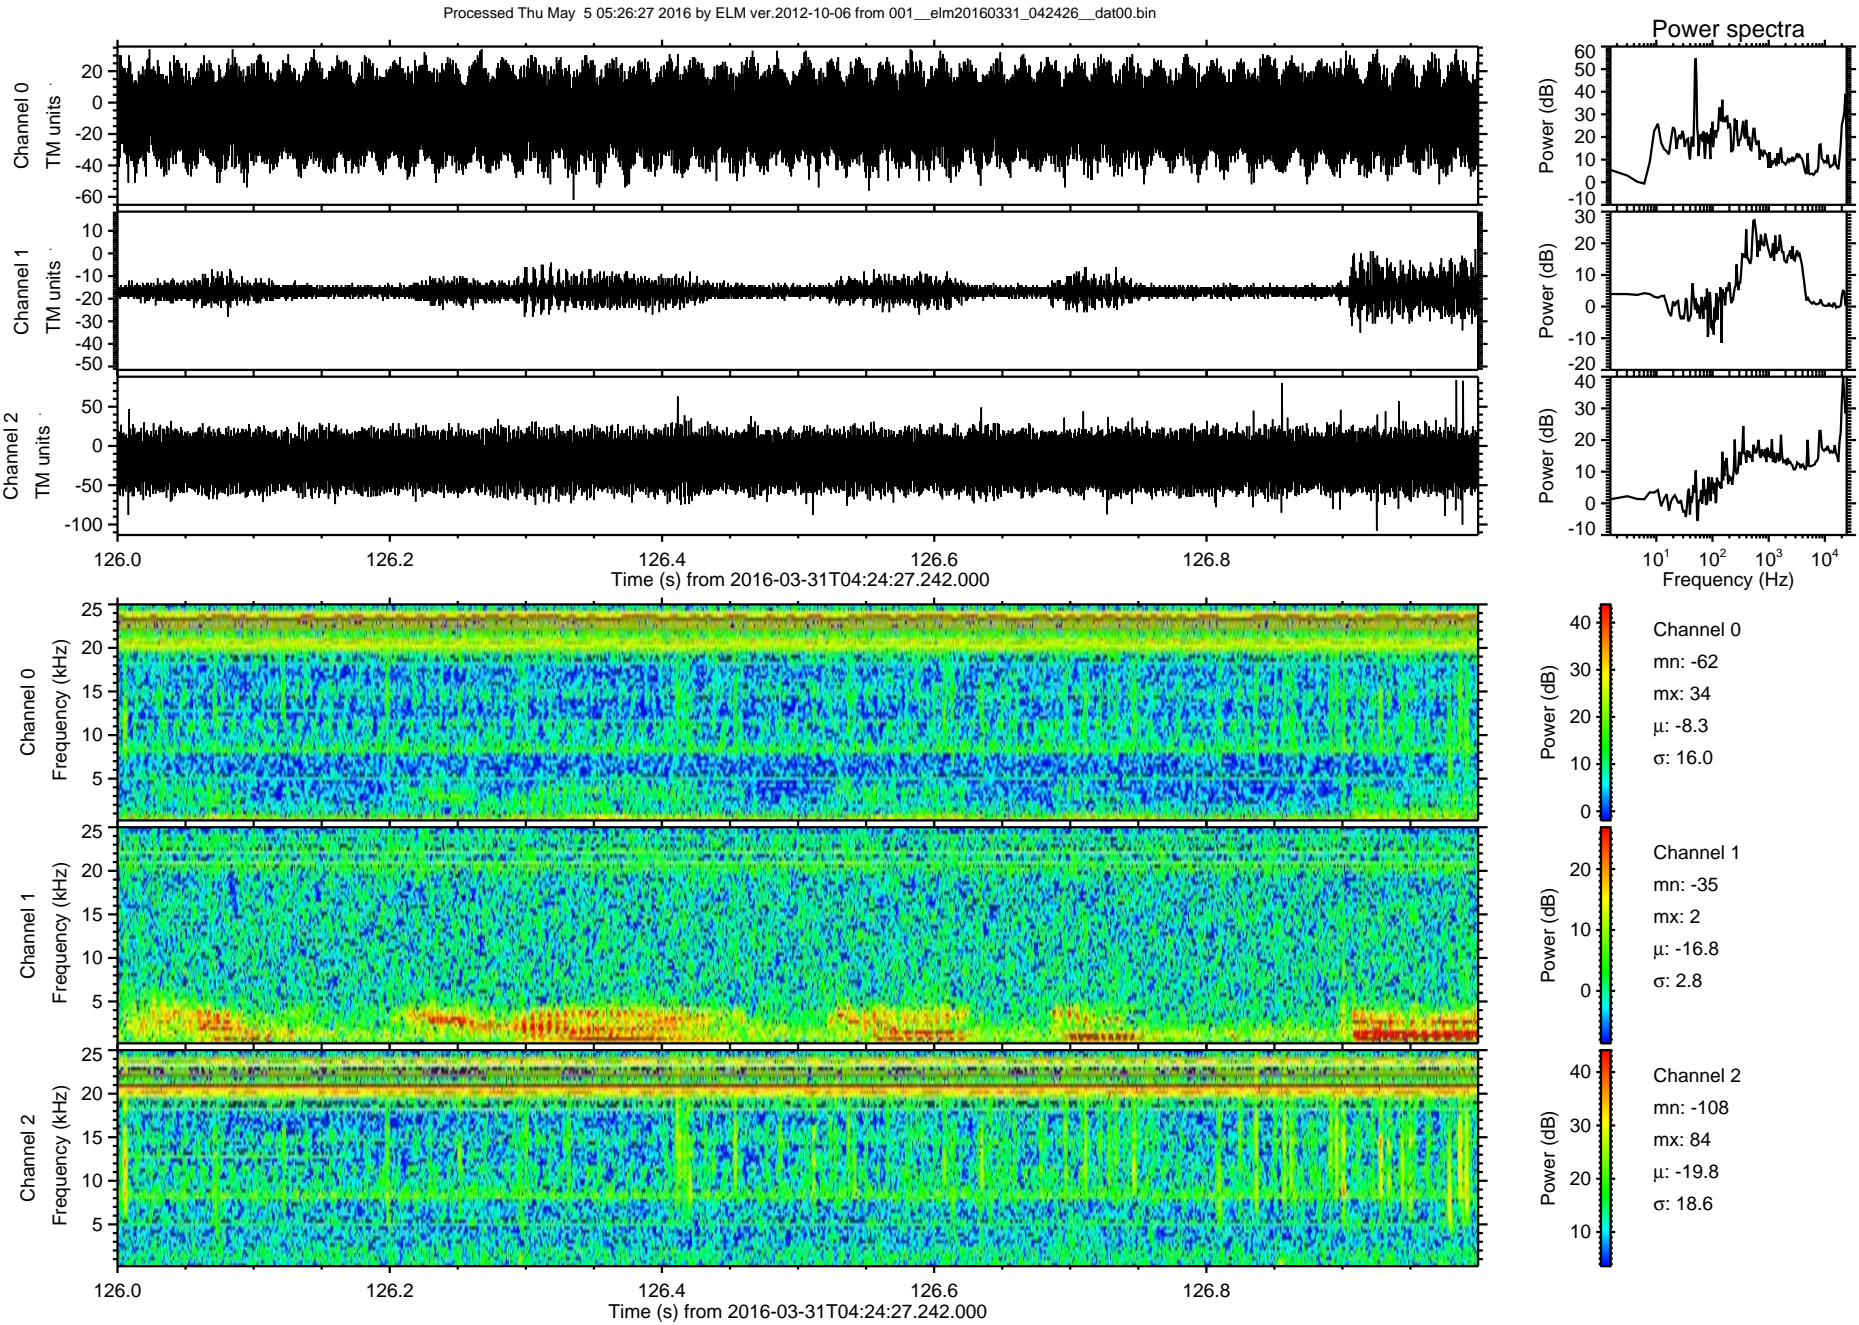 Processed Thu May  5 05:26:27 2016 by ELM ver.2012-10-06 from 001__elm20160331_042426__dat00.bin
Power spectra
Channel 0
TM units
20
0
-20
-40
-60
Power (dB)
60
50
40
30
20
10
0
-10
Channel 1
TM units
10
0
-10
-20
-30
-40
-50
Power (dB)
30
20
10
0
-10
-20
Channel 2
TM units
50
0
-50
-100
Power (dB)
40
30
20
10
0
-10
126.0 126.2 126.4 126.6 126.8
Time (s) from 2016-03-31T04:24:27.242.000
10¹ 10² 10³ 10⁴
Frequency (Hz)
Channel 0
Frequency (kHz)
25
20
15
10
5
Power (dB)
40
30
20
10
0
Channel 0
mn: -62
mx: 34
µ: -8.3
σ: 16.0
Channel 1
Frequency (kHz)
25
20
15
10
5
Power (dB)
20
10
0
Channel 1
mn: -35
mx: 2
µ: -16.8
σ: 2.8
Channel 2
Frequency (kHz)
25
20
15
10
5
Power (dB)
40
30
20
10
Channel 2
mn: -108
mx: 84
µ: -19.8
σ: 18.6
126.0 126.2 126.4 126.6 126.8
Time (s) from 2016-03-31T04:24:27.242.000